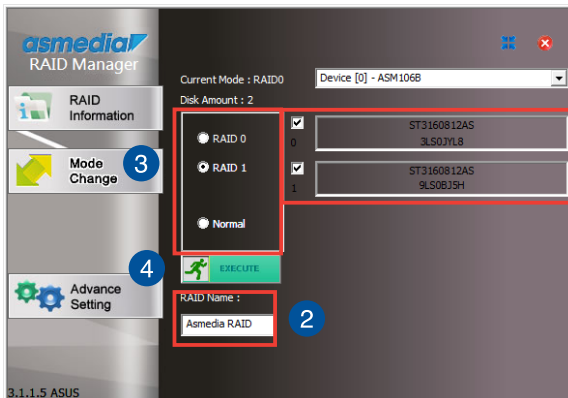 asmedia
RAID Manager
Current Mode : RAID0
Device [0] - ASM106B
Disk Amount : 2
RAID
Information
RAID 0
0
ST3160812AS
3LS0JYL8
Mode
Change
3
RAID 1
1
ST3160812AS
9LS0BJ5H
Normal
4
EXECUTE
Advance
Setting
RAID Name :
Asmedia RAID
2
3.1.1.5 ASUS